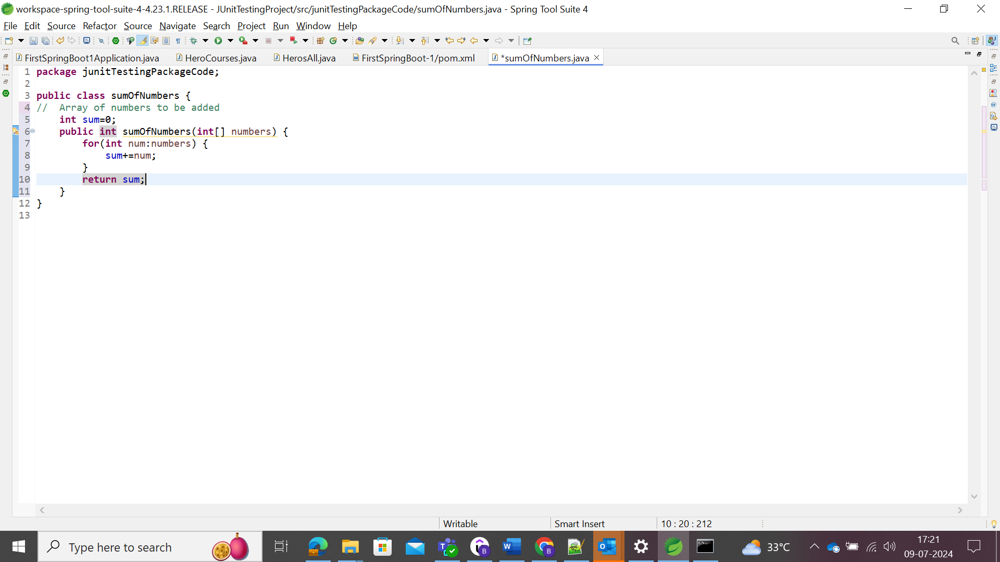 workspace-spring-tool-suite-4-4.23.1.RELEASE - JUnitTestingProject/src/junitTestingPackageCode/sumOfNumbers.java - Spring Tool Suite 4
File Edit Source Refactor Source Navigate Search Project Run Window Help
FirstSpringBoot1Application.java HeroCourses.java HerosAll.java FirstSpringBoot-1/pom.xml *sumOfNumbers.java
1 package junitTestingPackageCode;
2
3 public class sumOfNumbers {
4 //  Array of numbers to be added
5     int sum=0;
6     public int sumOfNumbers(int[] numbers) {
7         for(int num:numbers) {
8             sum+=num;
9         }
10         return sum;
11     }
12 }
13
Writable Smart Insert 10 : 20 : 212
Type here to search 33°C 17:21
09-07-2024